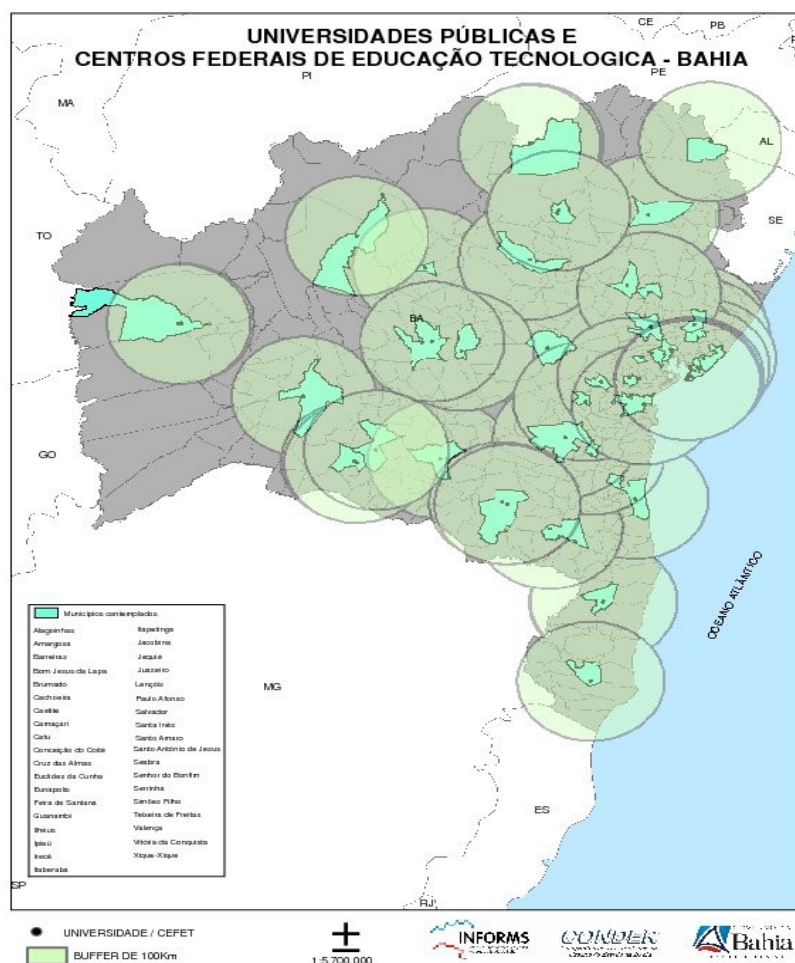 UNIVERSIDADES PÚBLICAS E
CENTROS FEDERAIS DE EDUCAÇÃO TECNOLOGICA - BAHIA
CE
PB
PI
PE
MA
AL
TO
SE
BA
GO
OCEANO ATLÂNTICO
MG
ES
SP
RJ
Municípios contemplados
Alagoinhas
Amargosa
Barreiras
Bom Jesus da Lapa
Brumado
Cachoeira
Caetité
Camaçari
Catu
Conceição do Coité
Cruz das Almas
Euclides da Cunha
Eunápolis
Feira de Santana
Guanambi
Ilhéus
Ipiaú
Irecê
Itaberaba
Itapetinga
Jacobina
Jequié
Juazeiro
Lençóis
Paulo Afonso
Salvador
Santa Inês
Santo Amaro
Santo Antônio de Jesus
Seabra
Senhor do Bonfim
Serrinha
Simões Filho
Teixeira de Freitas
Valença
Vitória da Conquista
Xique-Xique
UNIVERSIDADE / CEFET
BUFFER DE 100Km
1:5.700.000
INFORMS
CONDER
Bahia